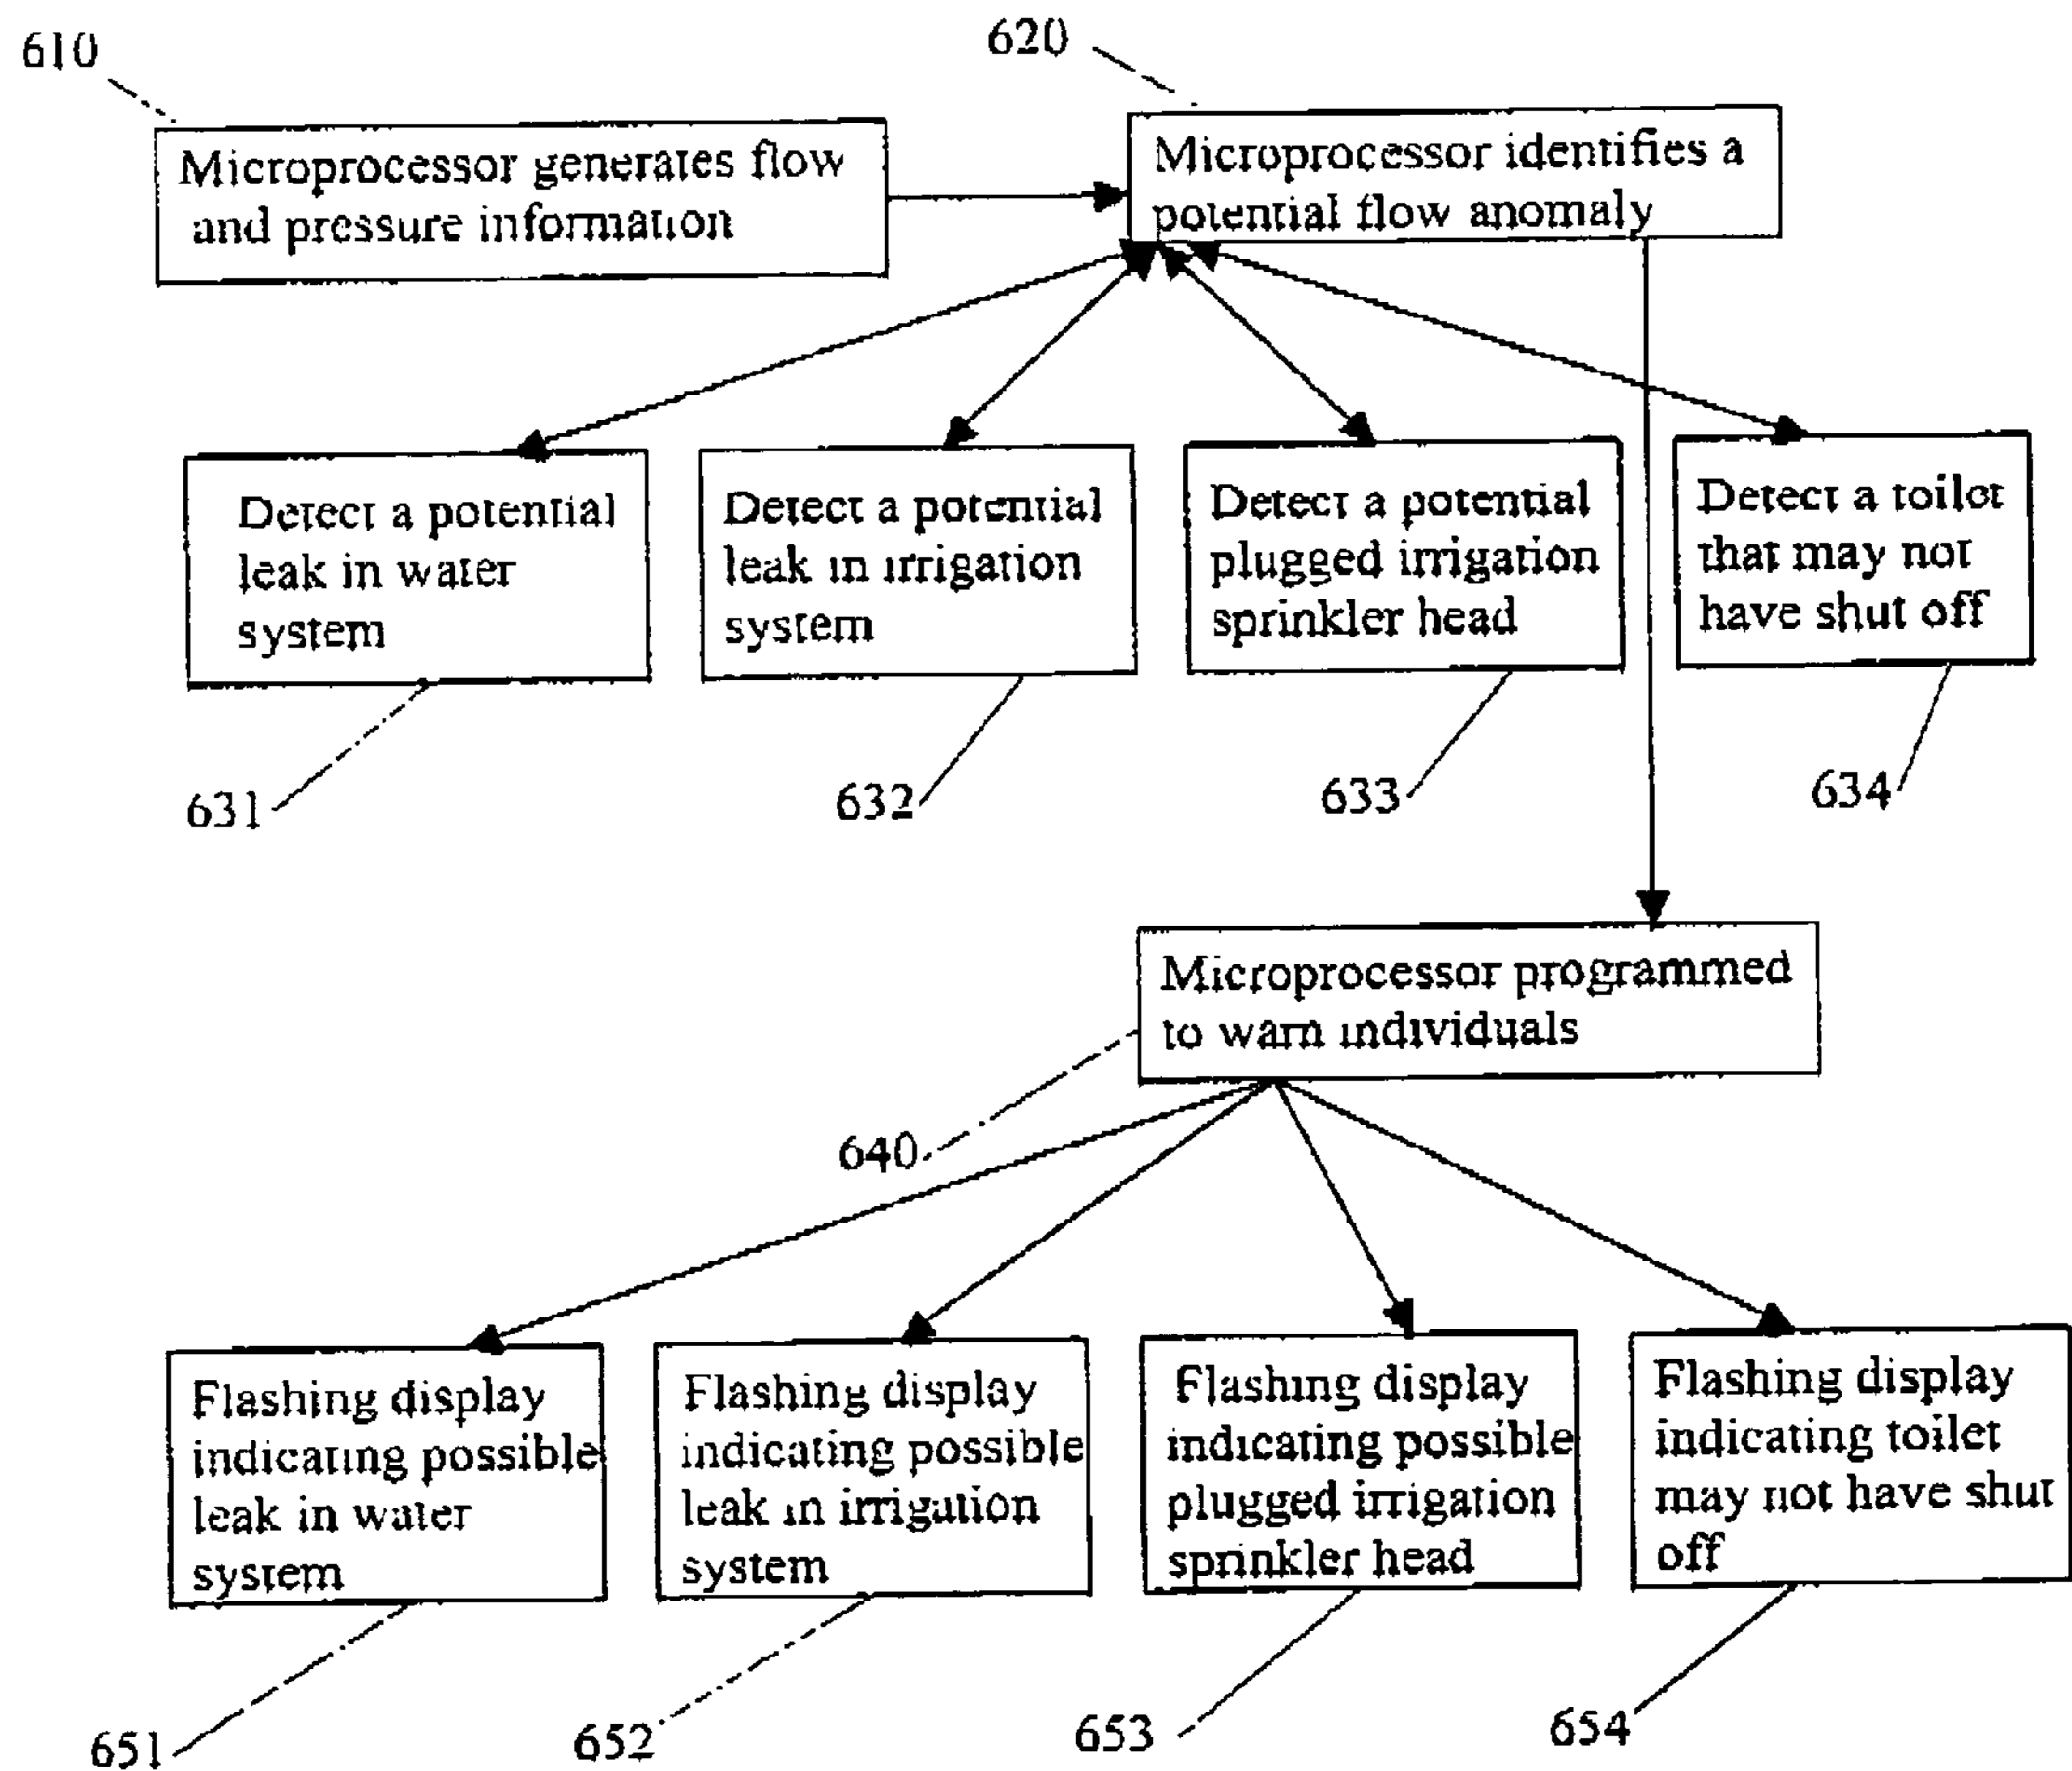 610
620
Microprocessor generates flow
and pressure information
Microprocessor identifies a
potential flow anomaly
Detect a potential
leak in water
system
Detect a potential
leak in irrigation
system
Detect a potential
plugged irrigation
sprinkler head
Detect a toilet
that may not
have shut off
631
632
633
634
Microprocessor programmed
to warn individuals
640
Flashing display
indicating possible
leak in water
system
Flashing display
indicating possible
leak in irrigation
system
Flashing display
indicating possible
plugged irrigation
sprinkler head
Flashing display
indicating toilet
may not have shut
off
651
652
653
654